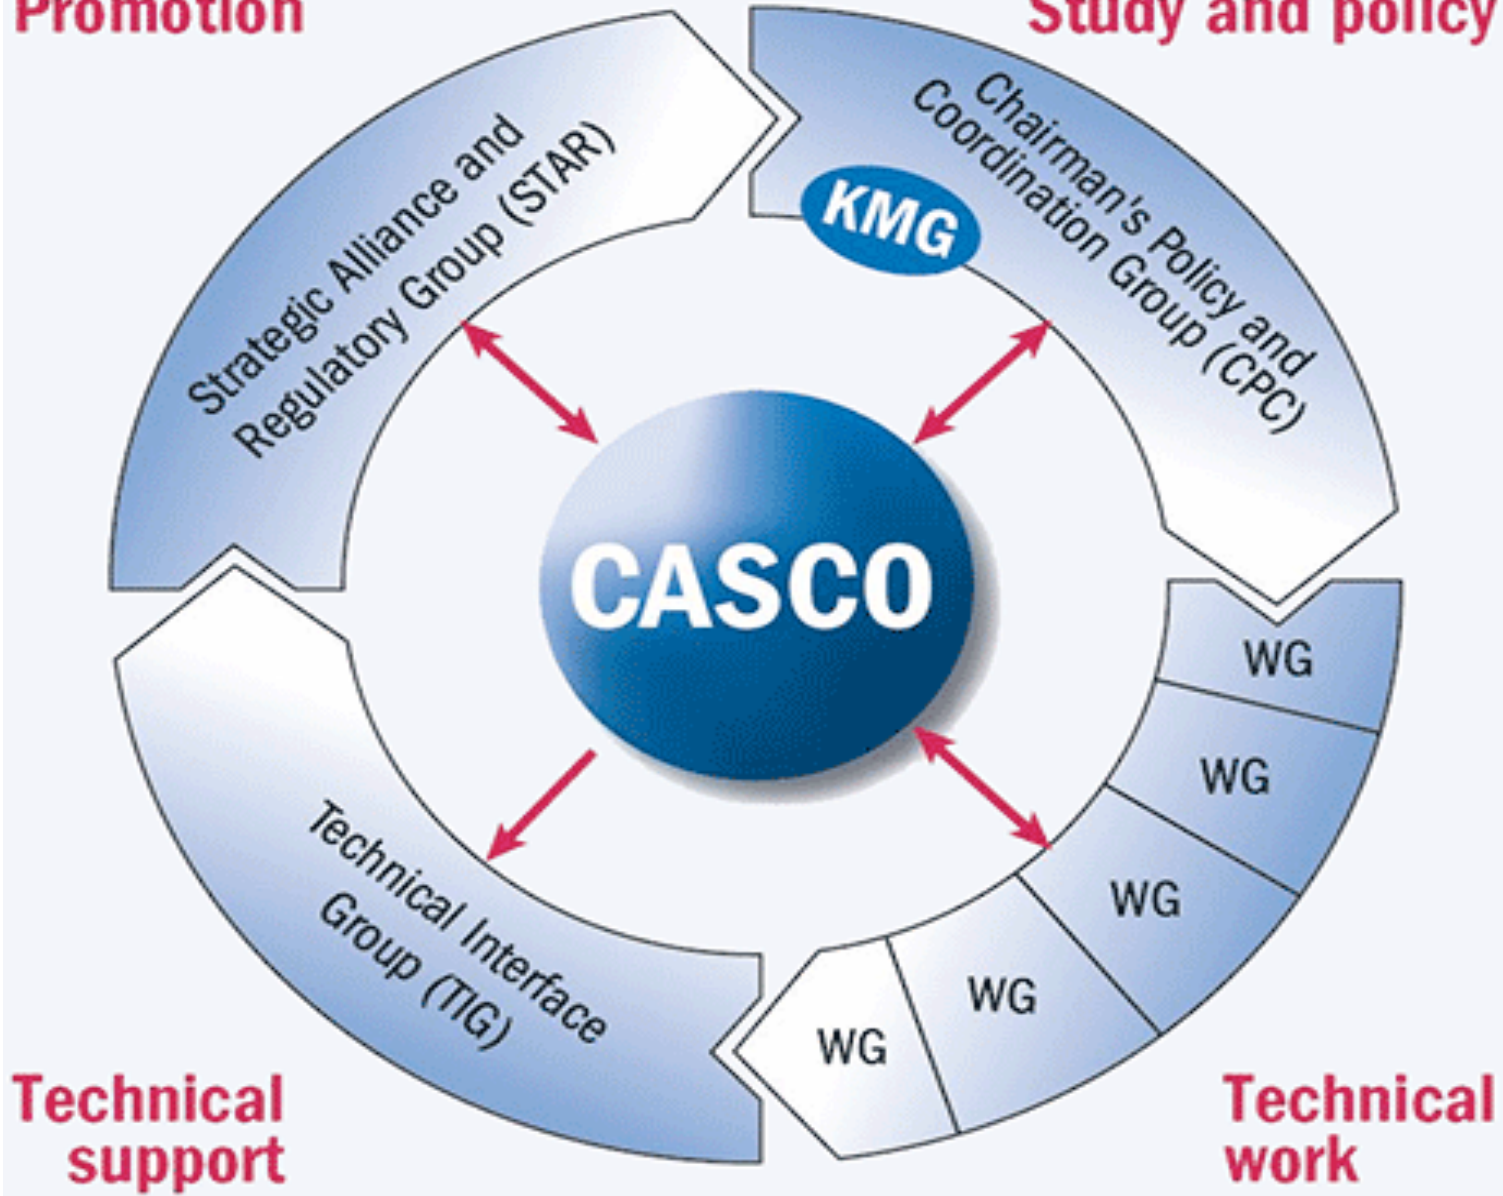 Promotion
Study and policy
Strategic Alliance and
Regulatory Group (STAR)
Chairman's Policy and
Coordination Group (CPC)
KMG
CASCO
WG
WG
WG
WG
WG
Technical Interface
Group (TIG)
Technical
support
Technical
work